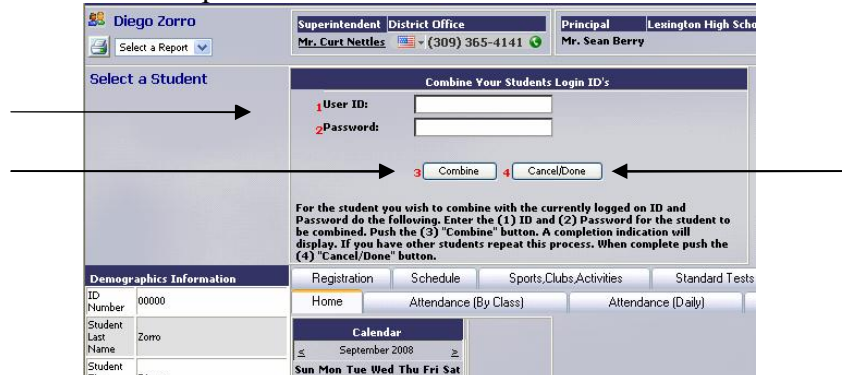 Diego Zorro
Select a Report
Superintendent District Office
Mr. Curt Nettles (309) 365-4141
Principal Lexington High Scho
Mr. Sean Berry
Select a Student
Combine Your Students Login ID's
1 User ID:
2 Password:
3 Combine 4 Cancel/Done
For the student you wish to combine with the currently logged on ID and
Password do the following. Enter the (1) ID and (2) Password for the student to
be combined. Push the (3) "Combine" button. A completion indication will
display. If you have other students repeat this process. When complete push the
(4) "Cancel/Done" button.
Demographics Information
ID
Number 00000
Student
Last
Name Zorro
Student
Registration Schedule Sports,Clubs,Activities Standard Tests
Home Attendance (By Class) Attendance (Daily)
Calendar
< September 2008 >
Sun Mon Tue Wed Thu Fri Sat